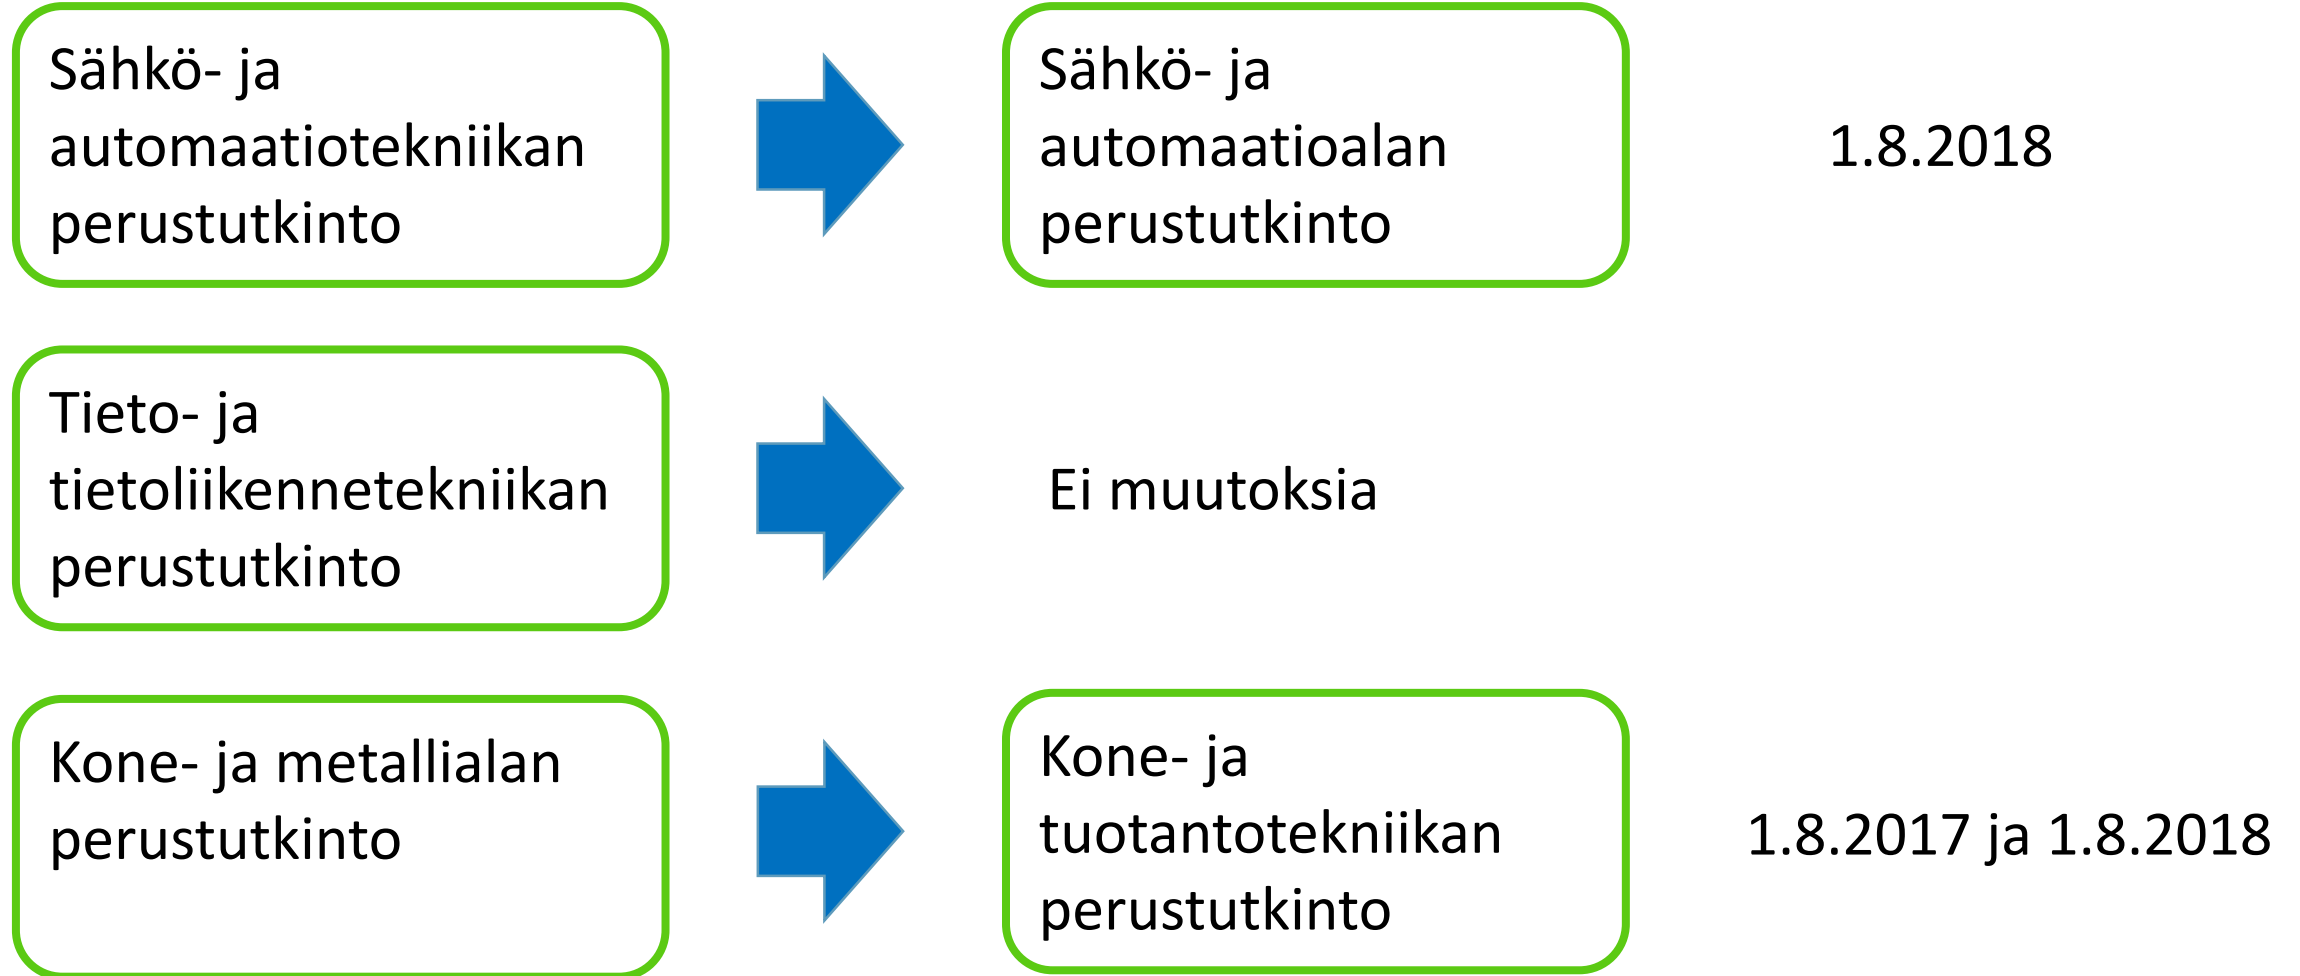 Sähkö- ja
automaatiotekniikan
perustutkinto
Sähkö- ja
automaatioalan
perustutkinto
1.8.2018
Tieto- ja
tietoliikennetekniikan
perustutkinto
Ei muutoksia
Kone- ja metallialan
perustutkinto
Kone- ja
tuotantotekniikan
perustutkinto
1.8.2017 ja 1.8.2018